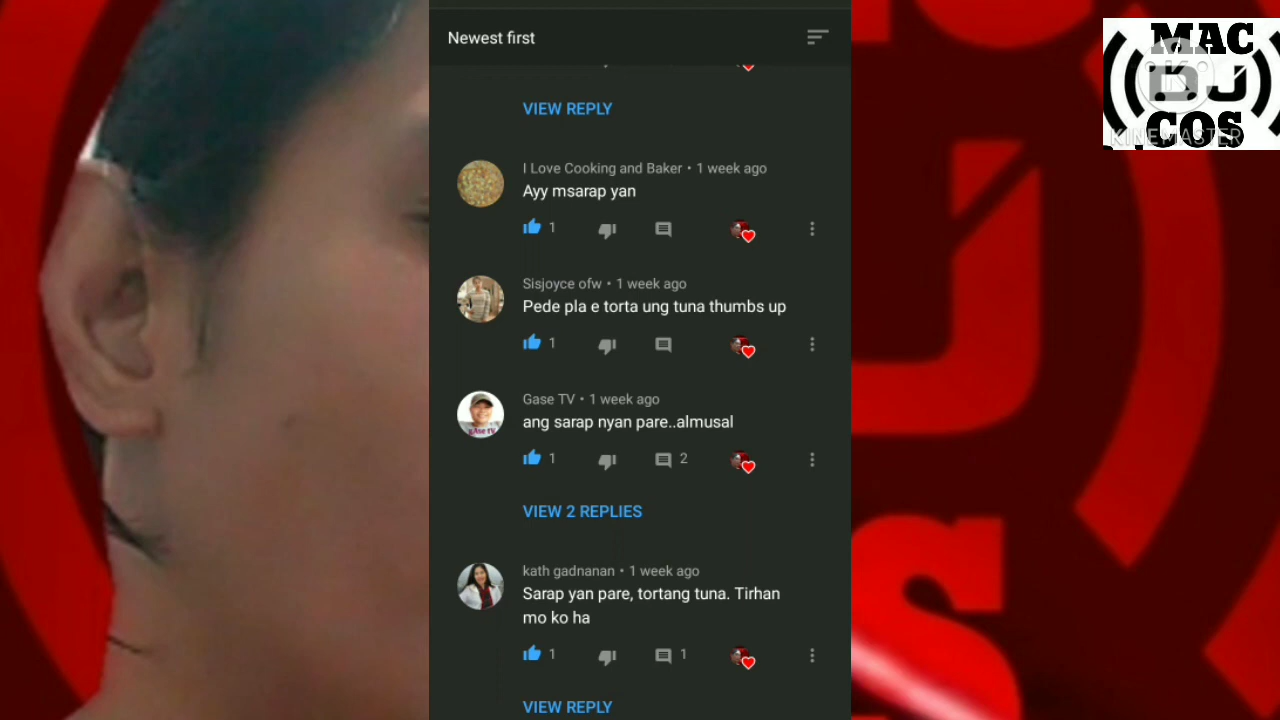 Newest first
VIEW REPLY
I Love Cooking and Baker • 1 week ago
Ayy msarap yan
1
Sisjoyce ofw • 1 week ago
Pede pla e torta ung tuna thumbs up
1
Gase TV • 1 week ago
ang sarap nyan pare..almusal
1 2
VIEW 2 REPLIES
kath gadnanan • 1 week ago
Sarap yan pare, tortang tuna. Tirhan
mo ko ha
1 1
VIEW REPLY
MAC
DJ
COS
KINEMASTER